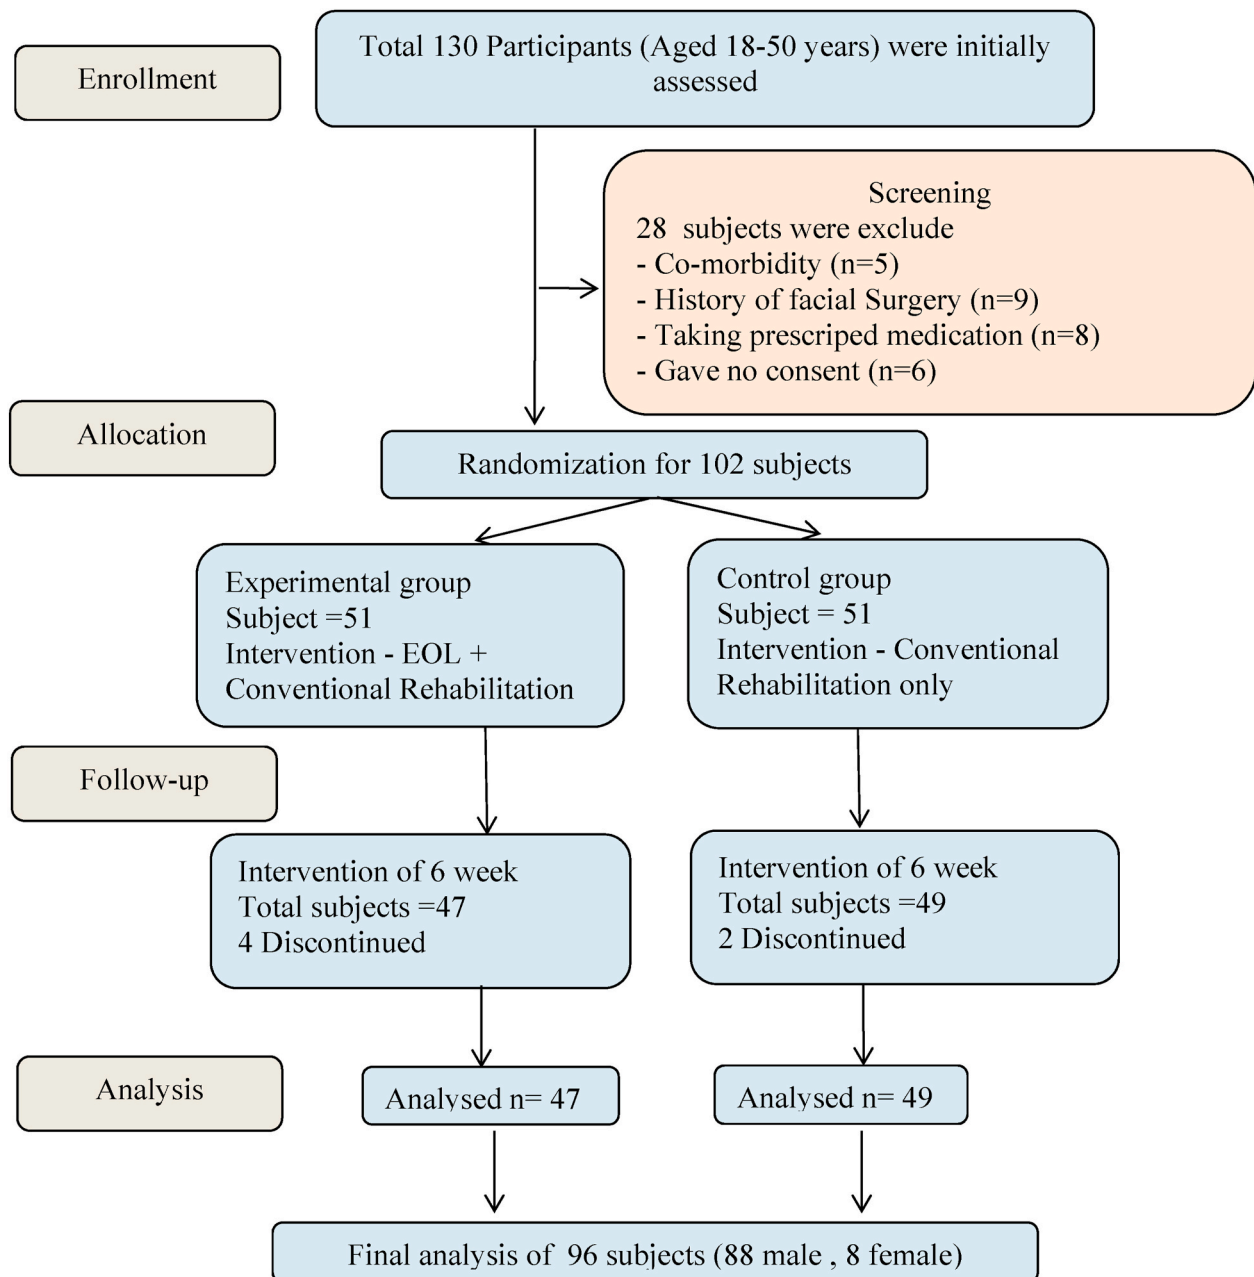 Enrollment
Total 130 Participants (Aged 18-50 years) were initially
assessed
Screening
28 subjects were exclude
- Co-morbidity (n=5)
- History of facial Surgery (n=9)
- Taking prescriped medication (n=8)
- Gave no consent (n=6)
Allocation
Randomization for 102 subjects
Experimental group
Subject =51
Intervention - EOL +
Conventional Rehabilitation
Control group
Subject = 51
Intervention - Conventional
Rehabilitation only
Follow-up
Intervention of 6 week
Total subjects =47
4 Discontinued
Intervention of 6 week
Total subjects =49
2 Discontinued
Analysis
Analysed n= 47
Analysed n= 49
Final analysis of 96 subjects (88 male , 8 female)